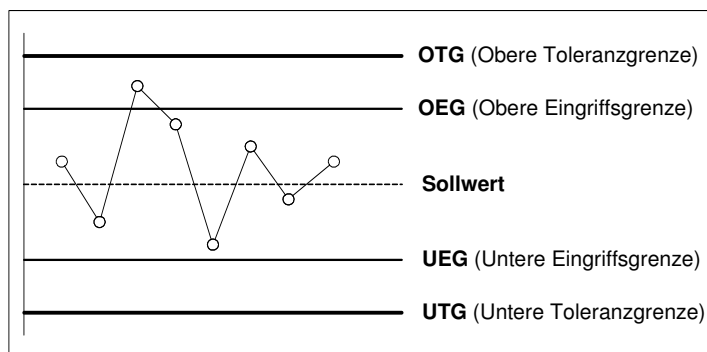 OTG (Obere Toleranzgrenze)
OEG (Obere Eingriffsgrenze)
Sollwert
UEG (Untere Eingriffsgrenze)
UTG (Untere Toleranzgrenze)